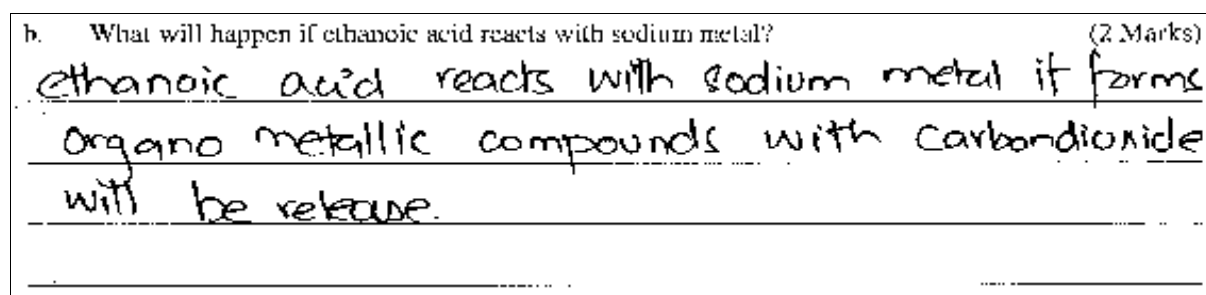 b. What will happen if ethanoic acid reacts with sodium metal? (2 Marks)
ethanoic acid reacts with sodium metal it forms
organo metallic compounds with carbondioxide
will be release.